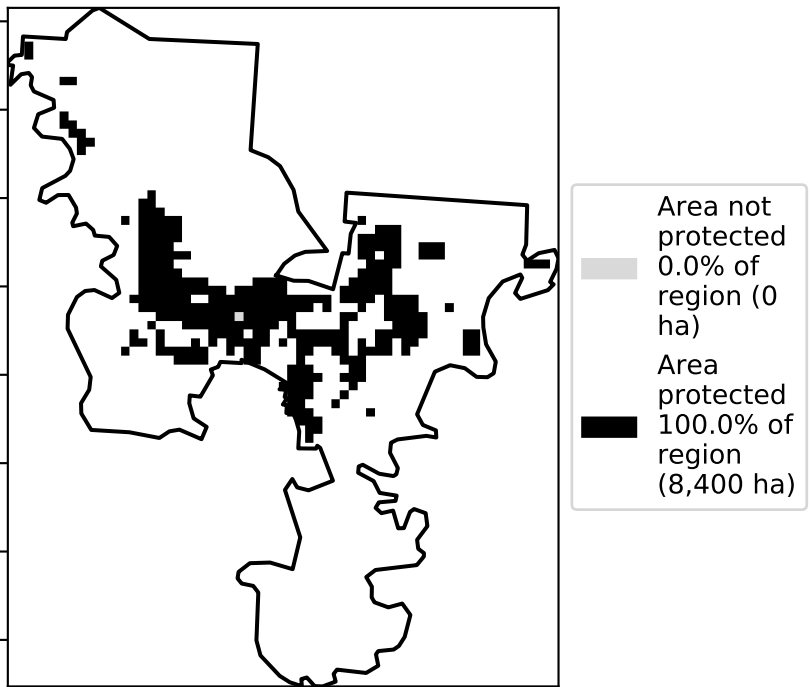 Area not
protected
0.0% of
region (0
ha)
Area
protected
100.0% of
region
(8,400 ha)